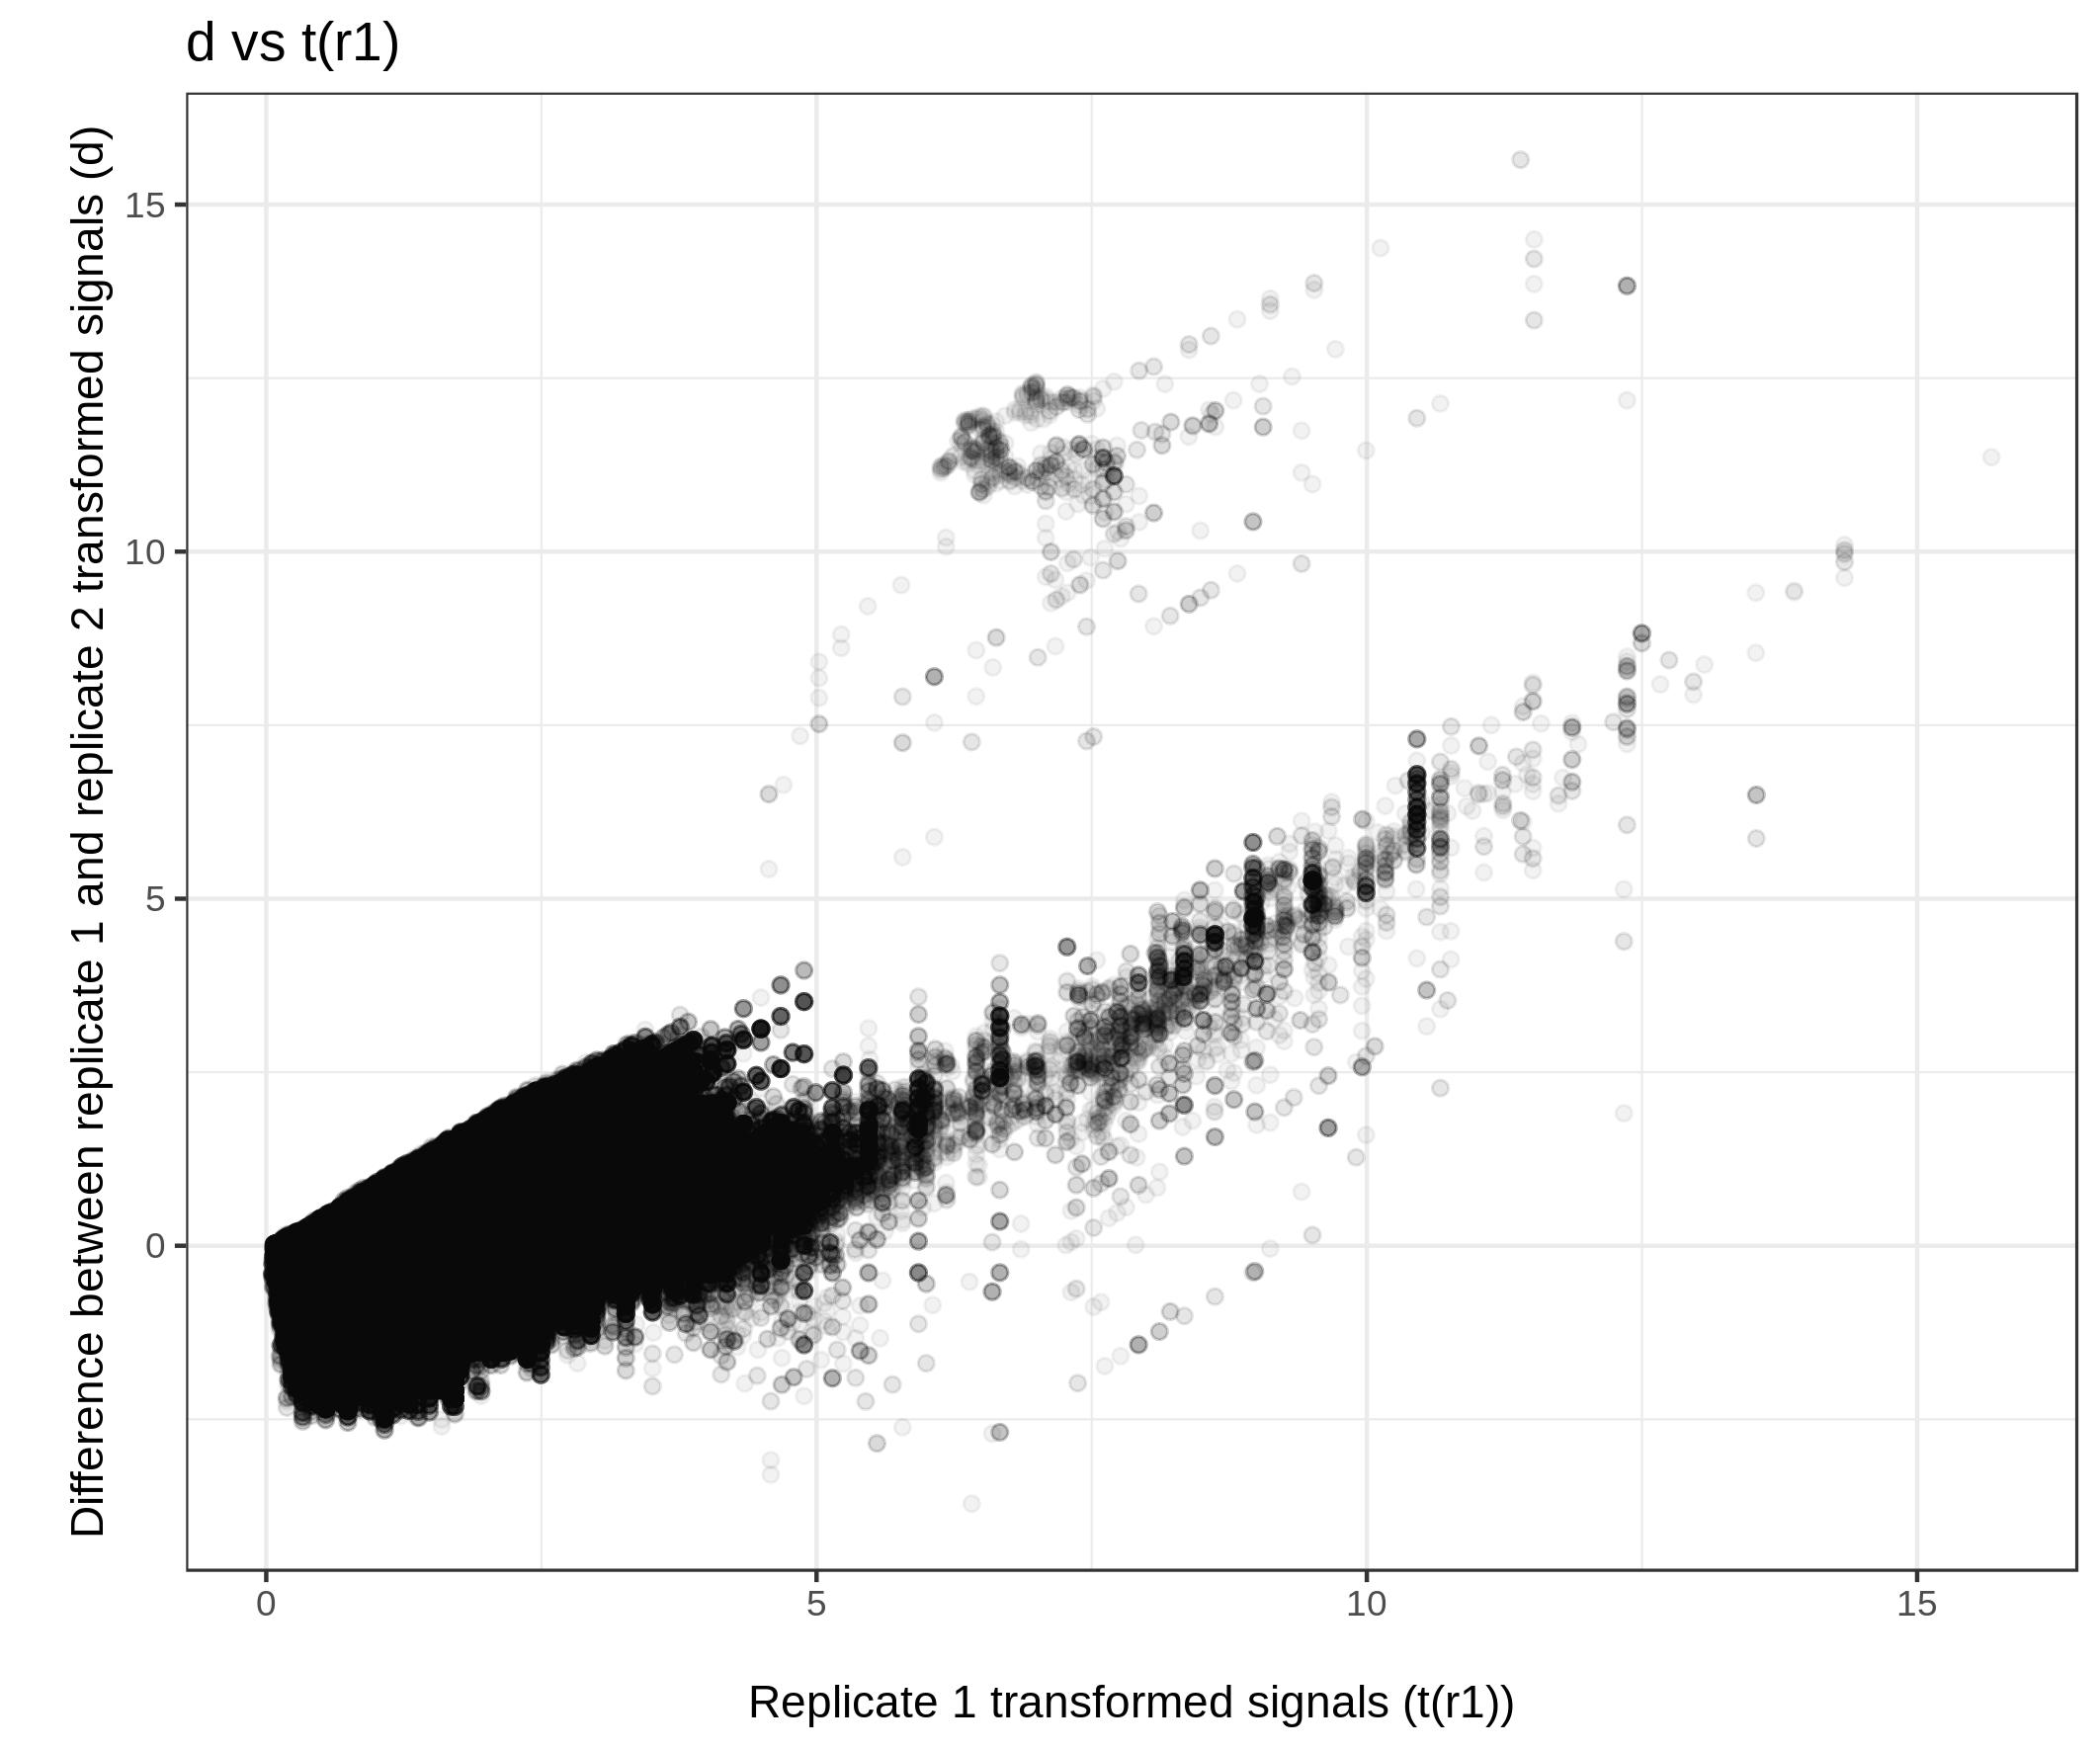 d vs t(r1)
Difference between replicate 1 and replicate 2 transformed signals (d)
15
10
5
0
0 5 10 15
Replicate 1 transformed signals (t(r1))